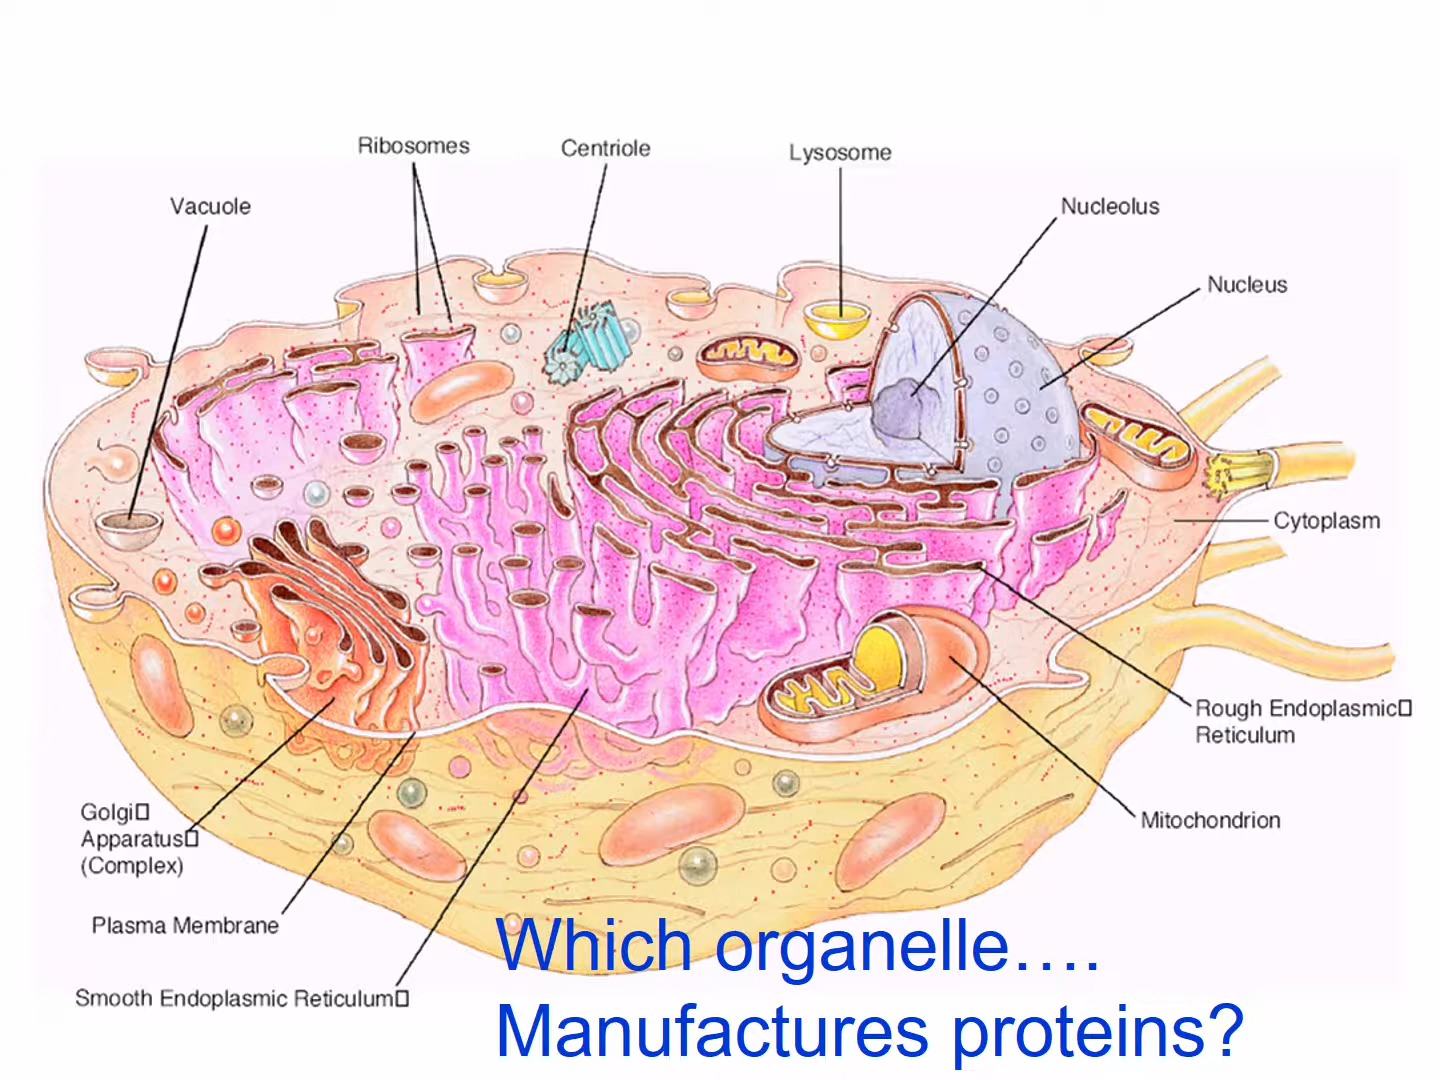 Ribosomes
Centriole
Lysosome
Vacuole
Nucleolus
Nucleus
Cytoplasm
Rough Endoplasmic□
Reticulum
Golgi□
Apparatus□
(Complex)
Mitochondrion
Plasma Membrane
Smooth Endoplasmic Reticulum□
Which organelle….
Manufactures proteins?